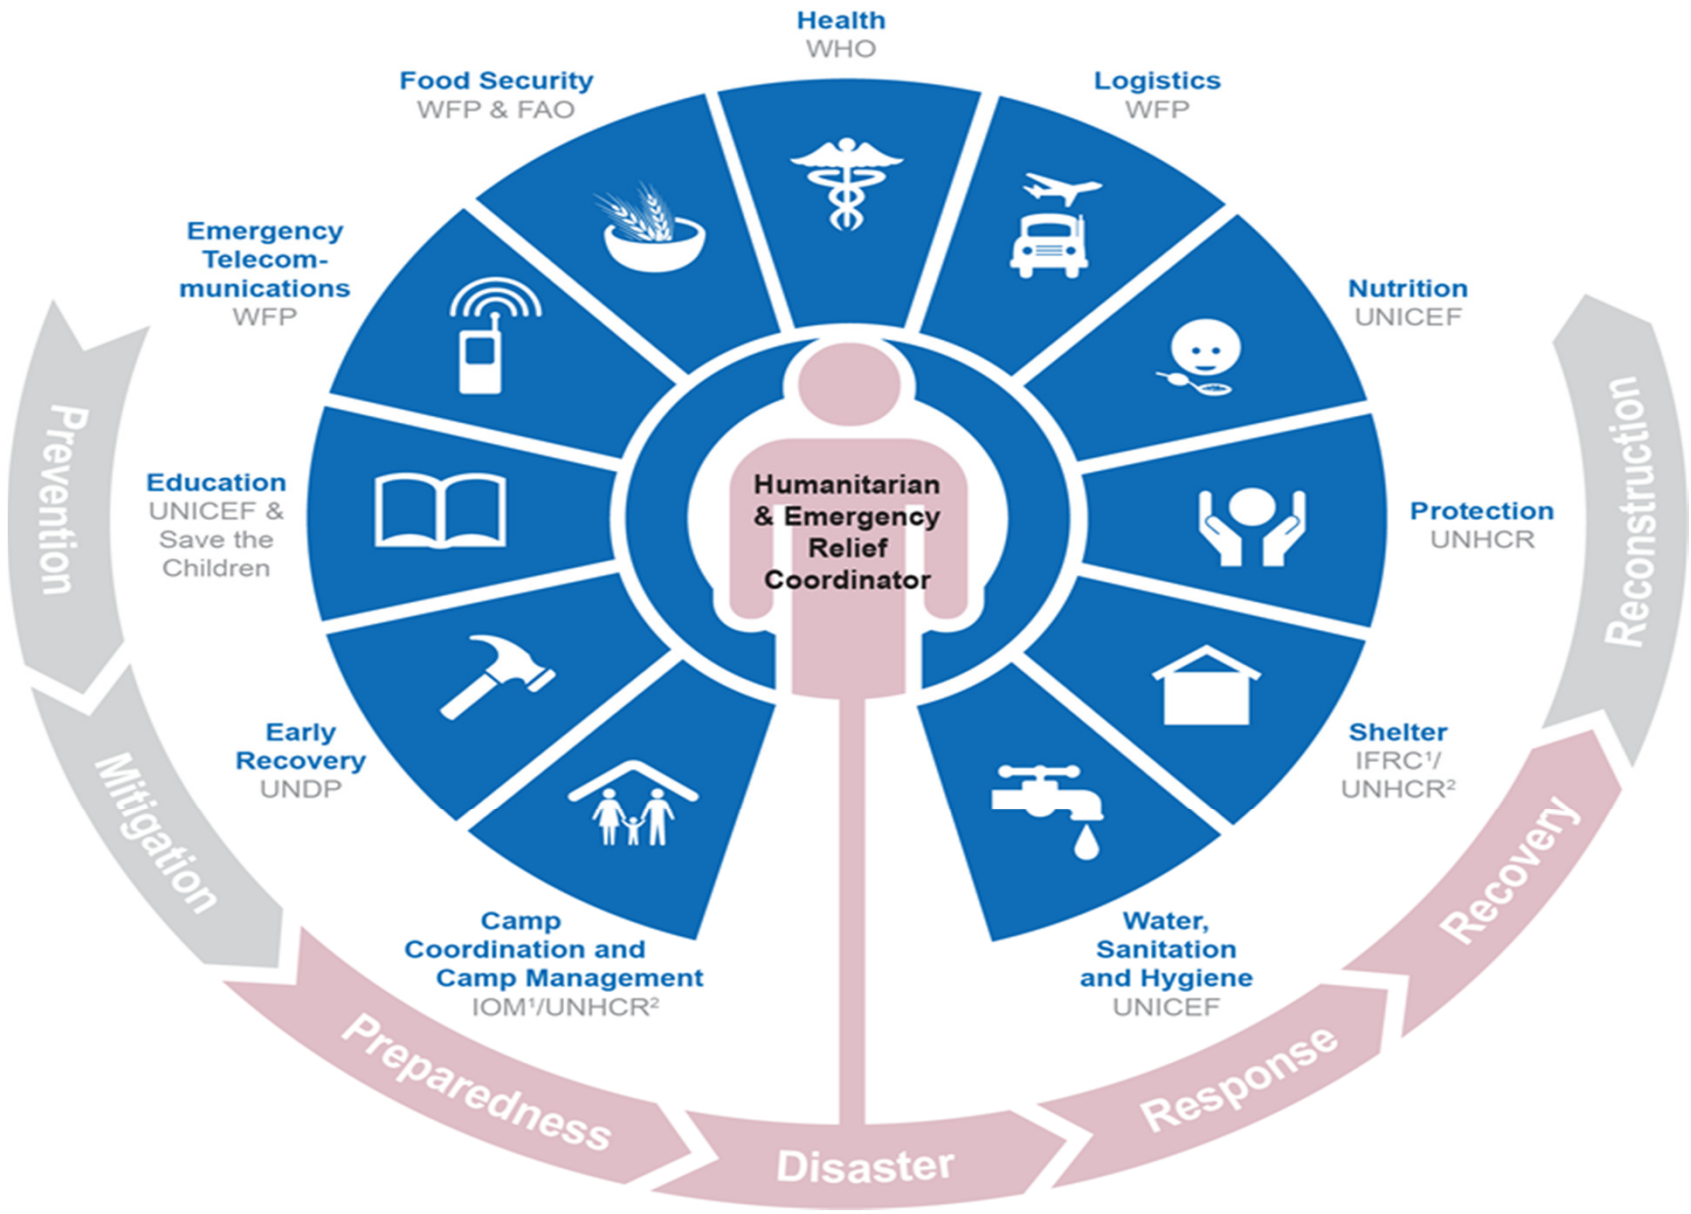 Health
WHO
Logistics
WFP
Nutrition
UNICEF
Protection
UNHCR
Shelter
IFRC¹/
UNHCR²
Water,
Sanitation
and Hygiene
UNICEF
Camp
Coordination and
Camp Management
IOM¹/UNHCR²
Early
Recovery
UNDP
Education
UNICEF &
Save the
Children
Emergency
Telecom-
munications
WFP
Food Security
WFP & FAO
Humanitarian
& Emergency
Relief
Coordinator
Prevention
Mitigation
Preparedness
Disaster
Response
Recovery
Reconstruction